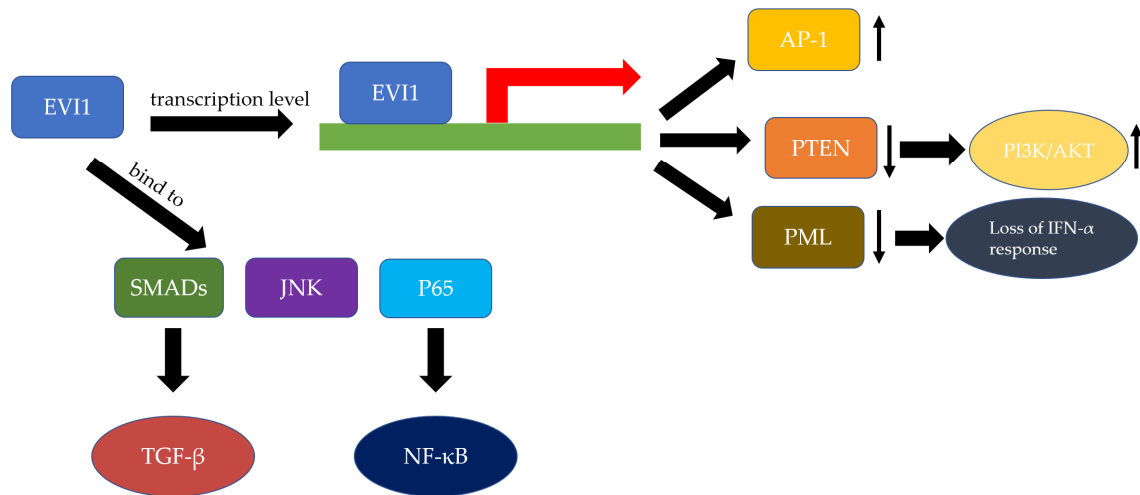 AP-1
EVI1
transcription level
EVI1
PTEN
PI3K/AKT
bind to
PML
Loss of IFN-α
response
SMADs
JNK
P65
TGF-β
NF-κB